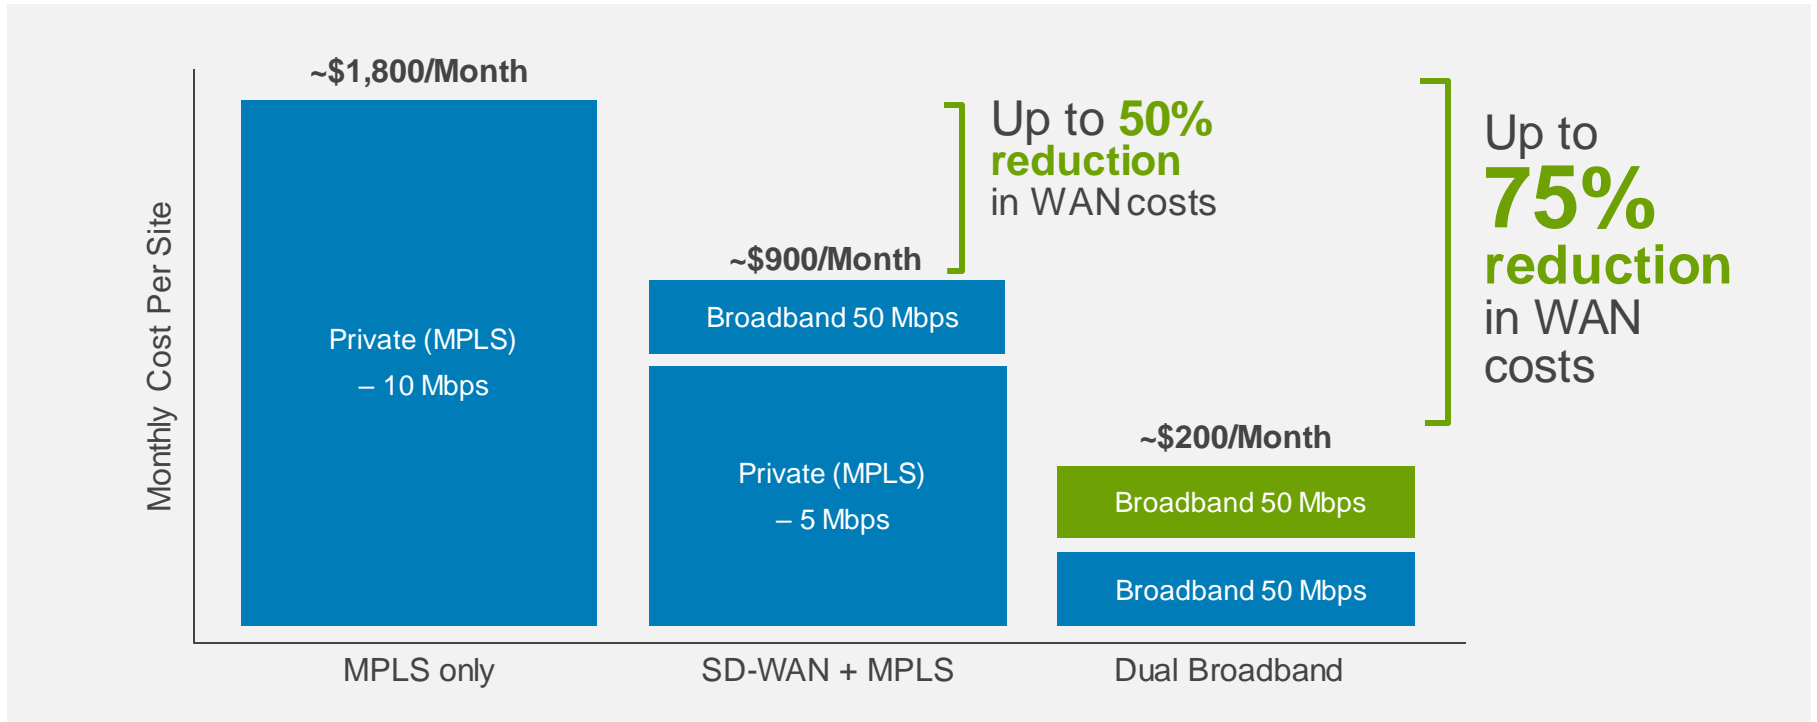 ~$1,800/Month
Up to 50%
reduction
in WAN costs
Up to
75%
reduction
in WAN
costs
~$900/Month
Broadband 50 Mbps
Private (MPLS)
– 10 Mbps
Monthly Cost Per Site
~$200/Month
Private (MPLS)
– 5 Mbps
Broadband 50 Mbps
Broadband 50 Mbps
MPLS only
SD-WAN + MPLS
Dual Broadband